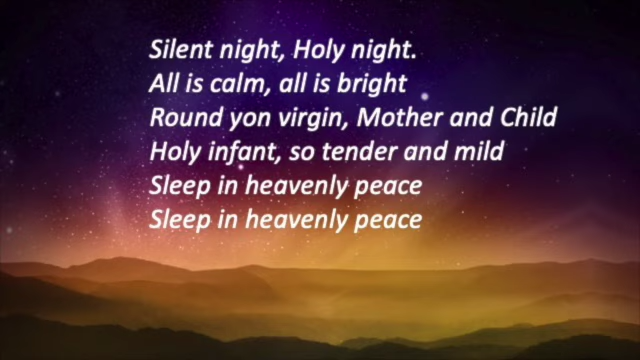 Silent night, Holy night.
All is calm, all is bright
Round yon virgin, Mother and Child
Holy infant, so tender and mild
Sleep in heavenly peace
Sleep in heavenly peace